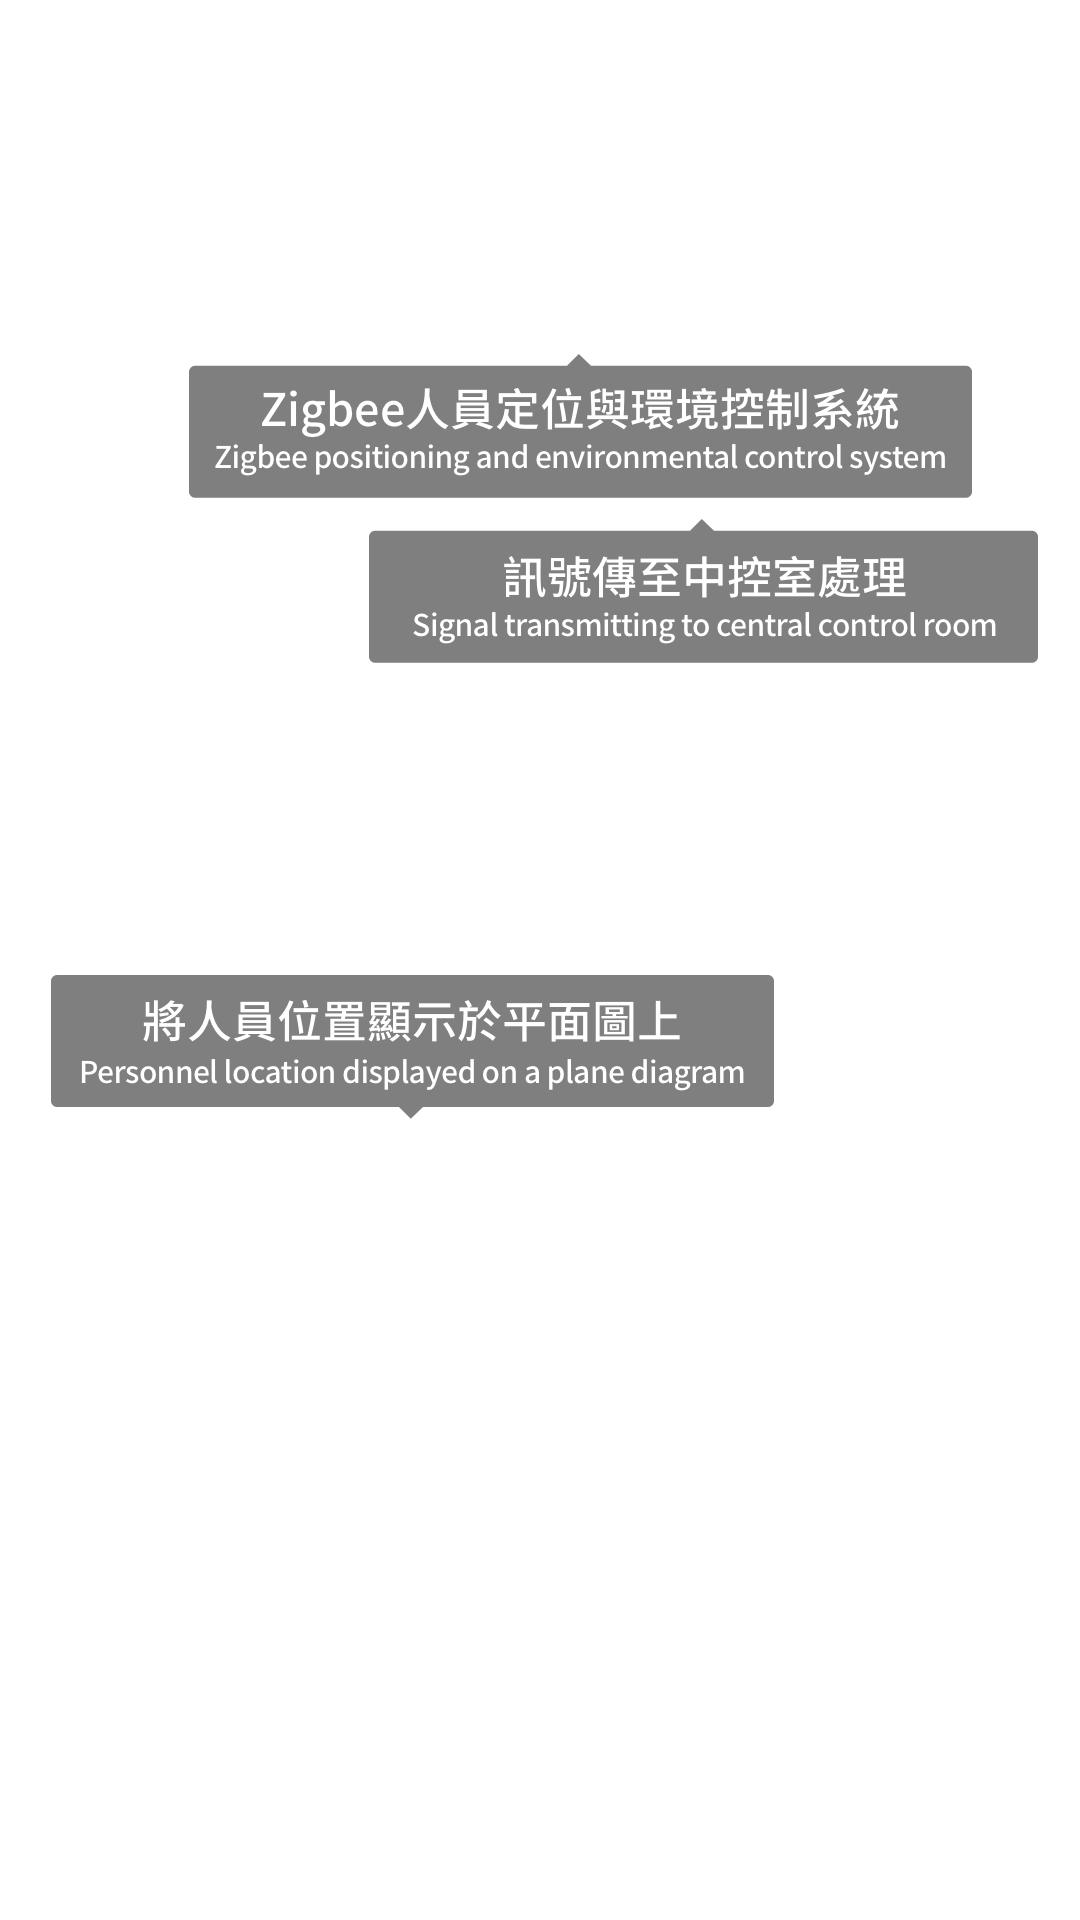 Zigbee人員定位與環境控制系統
Zigbee positioning and environmental control system
訊號傳至中控室處理
Signal transmitting to central control room
將人員位置顯示於平面圖上
Personnel location displayed on a plane diagram